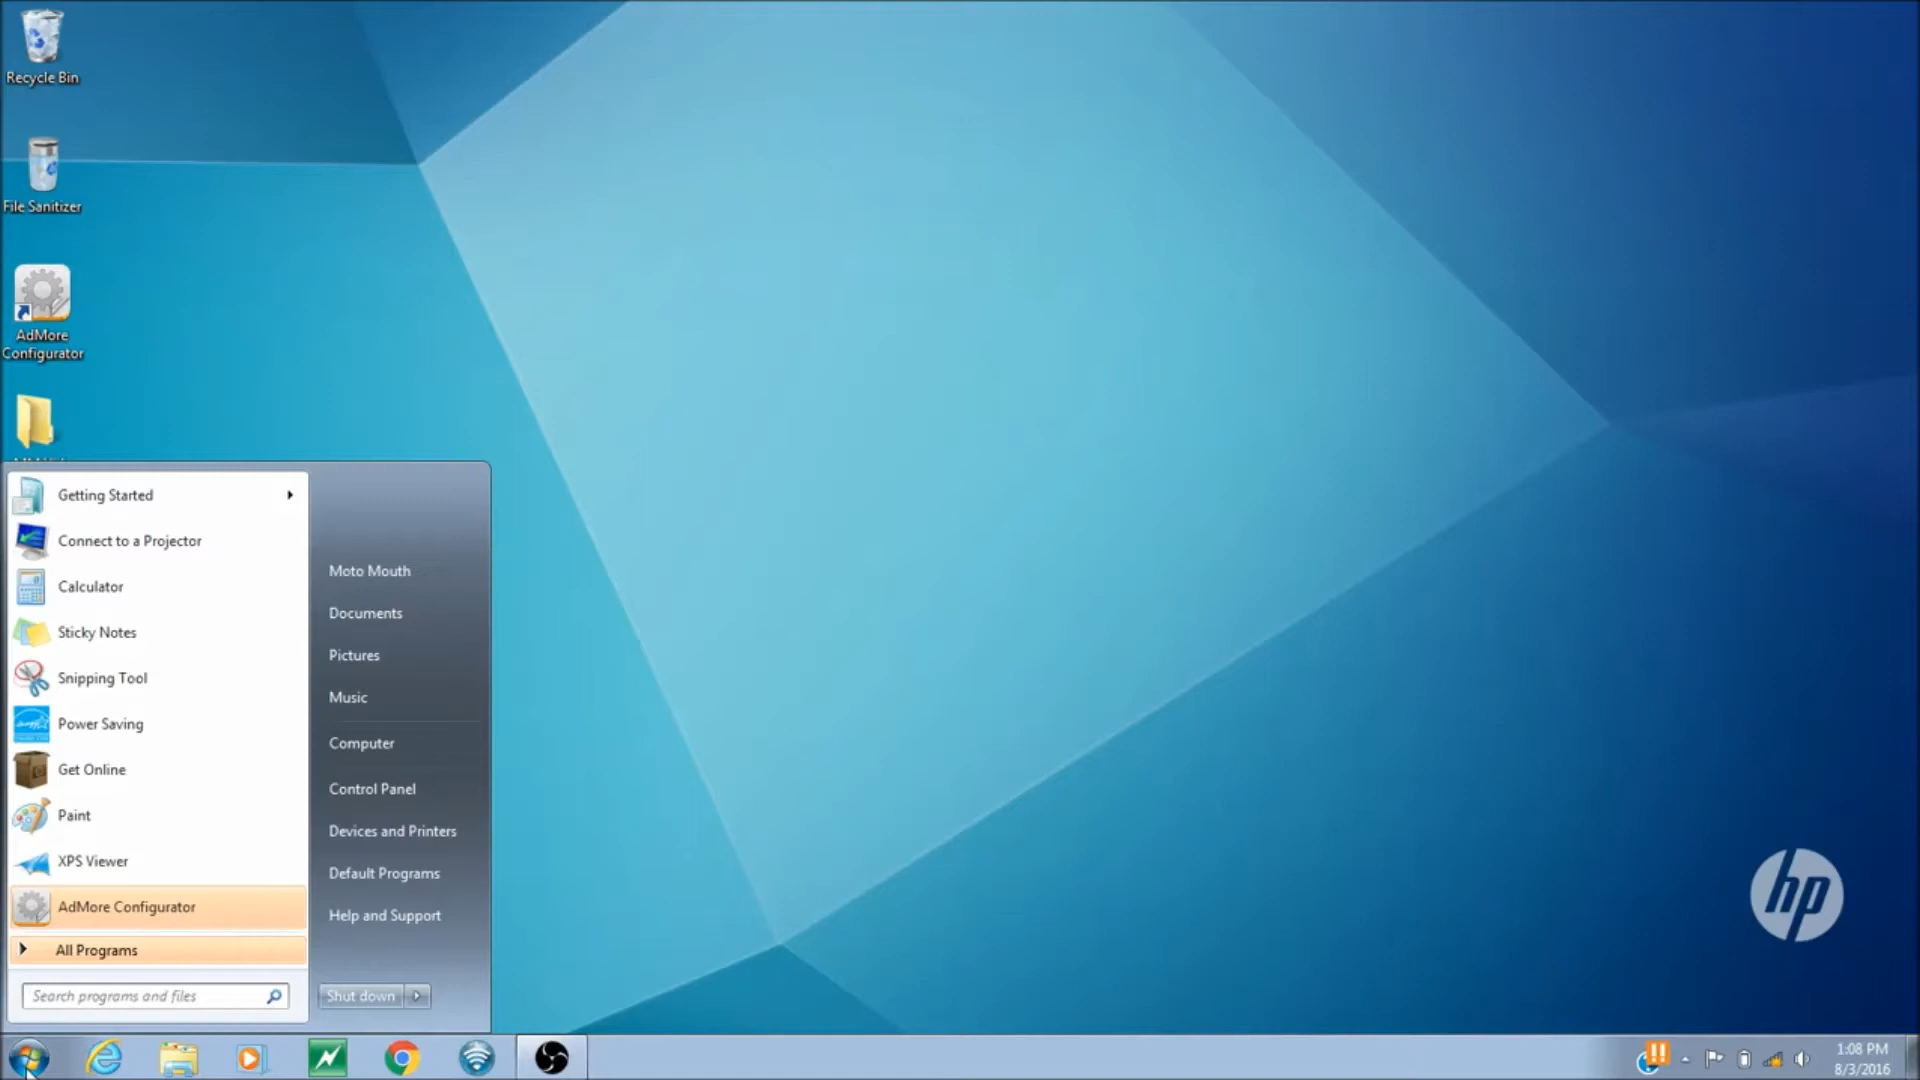 Recycle Bin
File Sanitizer
AdMore
Configurator
Getting Started
Connect to a Projector
Calculator
Sticky Notes
Snipping Tool
Power Saving
Get Online
Paint
XPS Viewer
AdMore Configurator
All Programs
Search programs and files
Moto Mouth
Documents
Pictures
Music
Computer
Control Panel
Devices and Printers
Default Programs
Help and Support
Shut down
hp
1:08 PM
8/3/2016